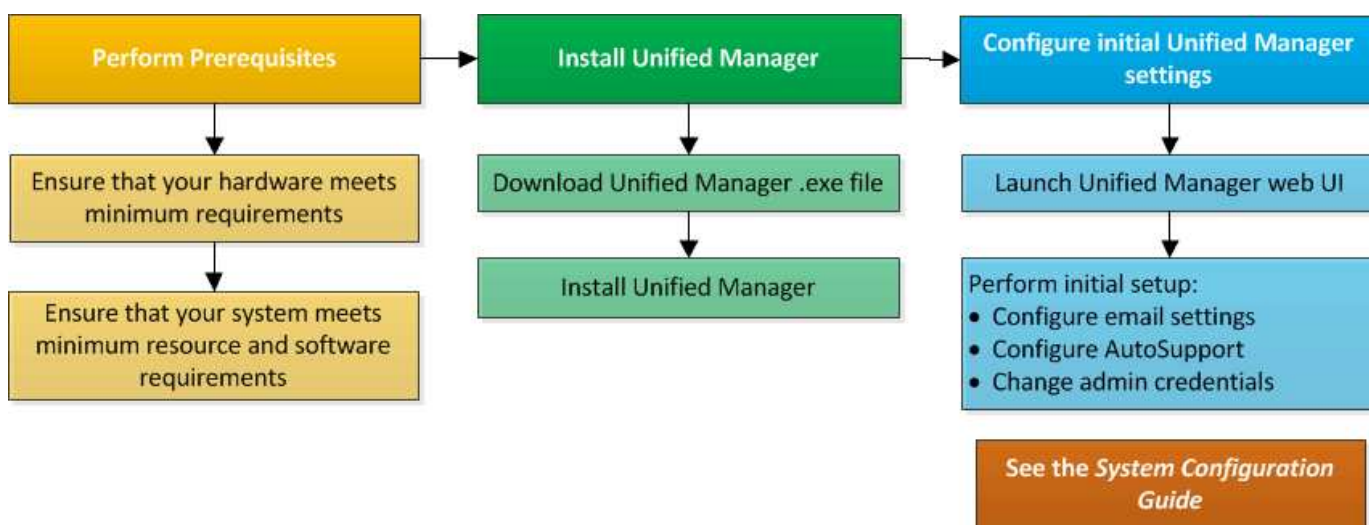 Perform Prerequisites
Install Unified Manager
Configure initial Unified Manager
settings
Ensure that your hardware meets
minimum requirements
Download Unified Manager .exe file
Launch Unified Manager web UI
Ensure that your system meets
minimum resource and software
requirements
Install Unified Manager
Perform initial setup:
• Configure email settings
• Configure AutoSupport
• Change admin credentials
See the System Configuration
Guide